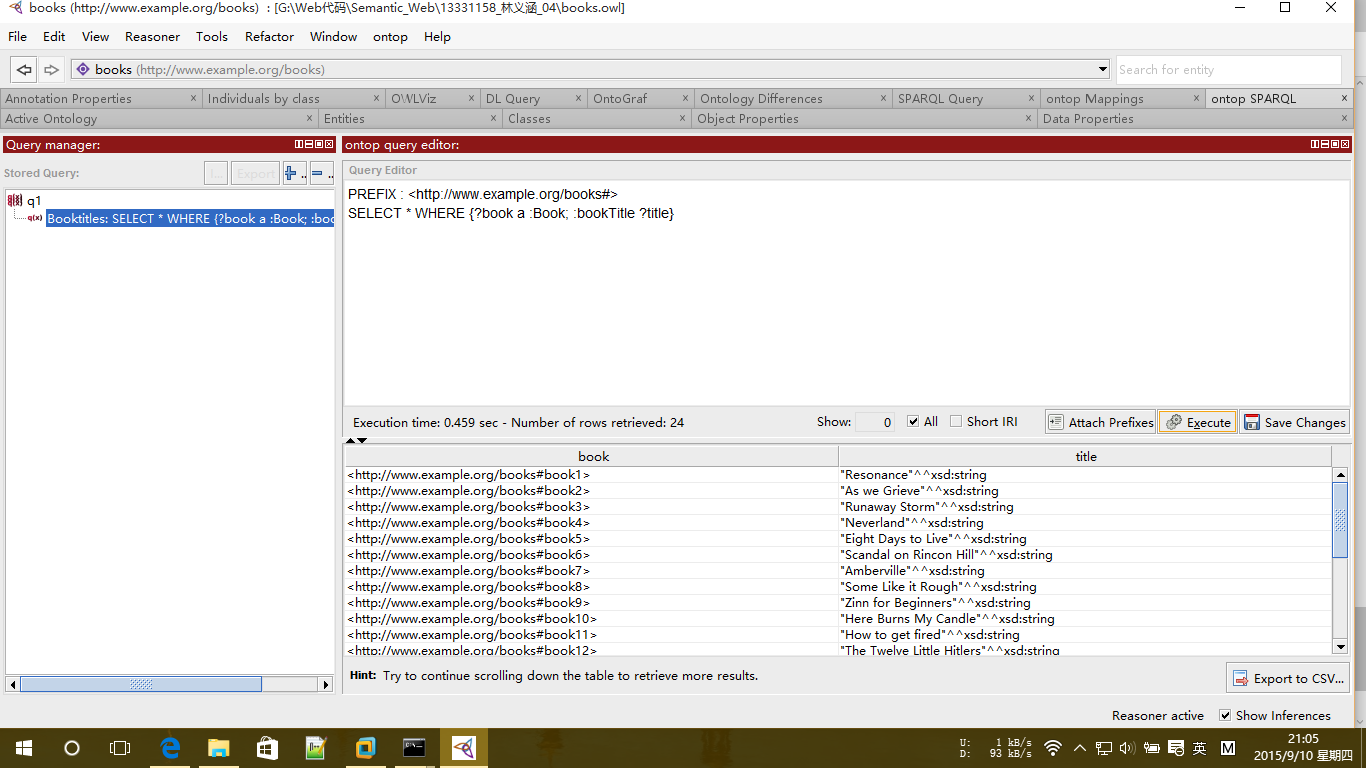 books (http://www.example.org/books) : [G:\Web代码\Semantic_Web\13331158_林义涵_04\books.owl]
File Edit View Reasoner Tools Refactor Window ontop Help
books (http://www.example.org/books) Search for entity
Annotation Properties × Individuals by class × OWLViz × DL Query × OntoGraf × Ontology Differences × SPARQL Query × ontop Mappings × ontop SPARQL ×
Active Ontology × Entities × Classes × Object Properties × Data Properties ×
Query manager:
Stored Query: I... Export + .. − ..
q1
q(x) Booktitles: SELECT * WHERE {?book a :Book; :boo
ontop query editor:
Query Editor
PREFIX : <http://www.example.org/books#>
SELECT * WHERE {?book a :Book; :bookTitle ?title}
Execution time: 0.459 sec - Number of rows retrieved: 24 Show: 0 All Short IRI Attach Prefixes Execute Save Changes
book title
<http://www.example.org/books#book1> "Resonance"^^xsd:string
<http://www.example.org/books#book2> "As we Grieve"^^xsd:string
<http://www.example.org/books#book3> "Runaway Storm"^^xsd:string
<http://www.example.org/books#book4> "Neverland"^^xsd:string
<http://www.example.org/books#book5> "Eight Days to Live"^^xsd:string
<http://www.example.org/books#book6> "Scandal on Rincon Hill"^^xsd:string
<http://www.example.org/books#book7> "Amberville"^^xsd:string
<http://www.example.org/books#book8> "Some Like it Rough"^^xsd:string
<http://www.example.org/books#book9> "Zinn for Beginners"^^xsd:string
<http://www.example.org/books#book10> "Here Burns My Candle"^^xsd:string
<http://www.example.org/books#book11> "How to get fired"^^xsd:string
<http://www.example.org/books#book12> "The Twelve Little Hitlers"^^xsd:string
Hint: Try to continue scrolling down the table to retrieve more results. Export to CSV...
Reasoner active Show Inferences
U: 1 kB/s
D: 93 kB/s
英 M
21:05
2015/9/10 星期四